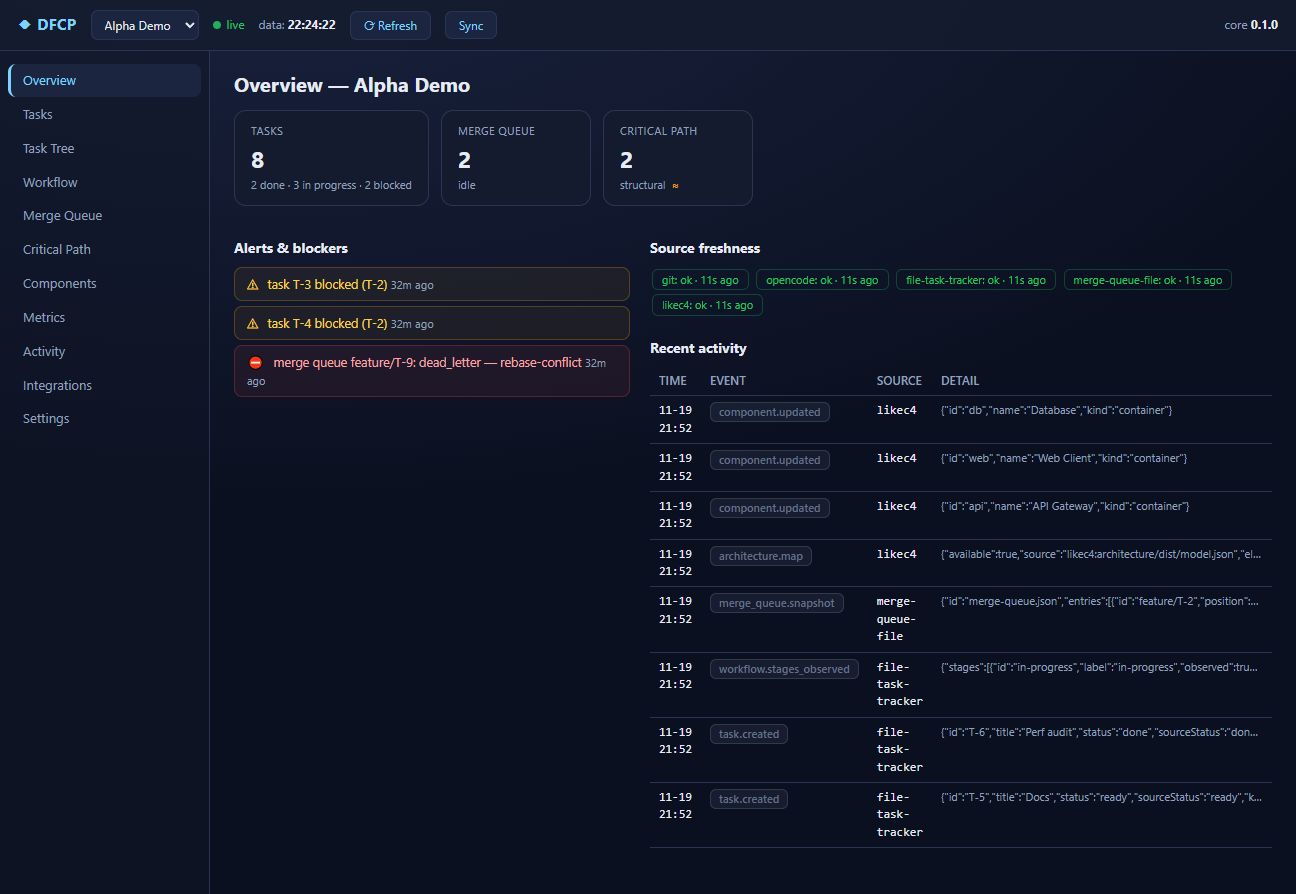 ◆ DFCP Alpha Demo ● live data: 22:24:22 ⟳ Refresh Sync core 0.1.0
Overview
Tasks
Task Tree
Workflow
Merge Queue
Critical Path
Components
Metrics
Activity
Integrations
Settings
Overview — Alpha Demo
TASKS
8
2 done · 3 in progress · 2 blocked
MERGE QUEUE
2
idle
CRITICAL PATH
2
structural ≈
Alerts & blockers
⚠ task T-3 blocked (T-2) 32m ago
⚠ task T-4 blocked (T-2) 32m ago
⛔ merge queue feature/T-9: dead_letter — rebase-conflict 32m
ago
Source freshness
git: ok · 11s ago opencode: ok · 11s ago file-task-tracker: ok · 11s ago merge-queue-file: ok · 11s ago
likec4: ok · 11s ago
Recent activity
TIME EVENT SOURCE DETAIL
11-19 component.updated likec4 {"id":"db","name":"Database","kind":"container"}
21:52
11-19 component.updated likec4 {"id":"web","name":"Web Client","kind":"container"}
21:52
11-19 component.updated likec4 {"id":"api","name":"API Gateway","kind":"container"}
21:52
11-19 architecture.map likec4 {"available":true,"source":"likec4:architecture/dist/model.json","el...
21:52
11-19 merge_queue.snapshot merge- {"id":"merge-queue.json","entries":[{"id":"feature/T-2","position":...
21:52 queue-
file
11-19 workflow.stages_observed file- {"stages":[{"id":"in-progress","label":"in-progress","observed":tru...
21:52 task-
tracker
11-19 task.created file- {"id":"T-6","title":"Perf audit","status":"done","sourceStatus":"don...
21:52 task-
tracker
11-19 task.created file- {"id":"T-5","title":"Docs","status":"ready","sourceStatus":"ready","k...
21:52 task-
tracker